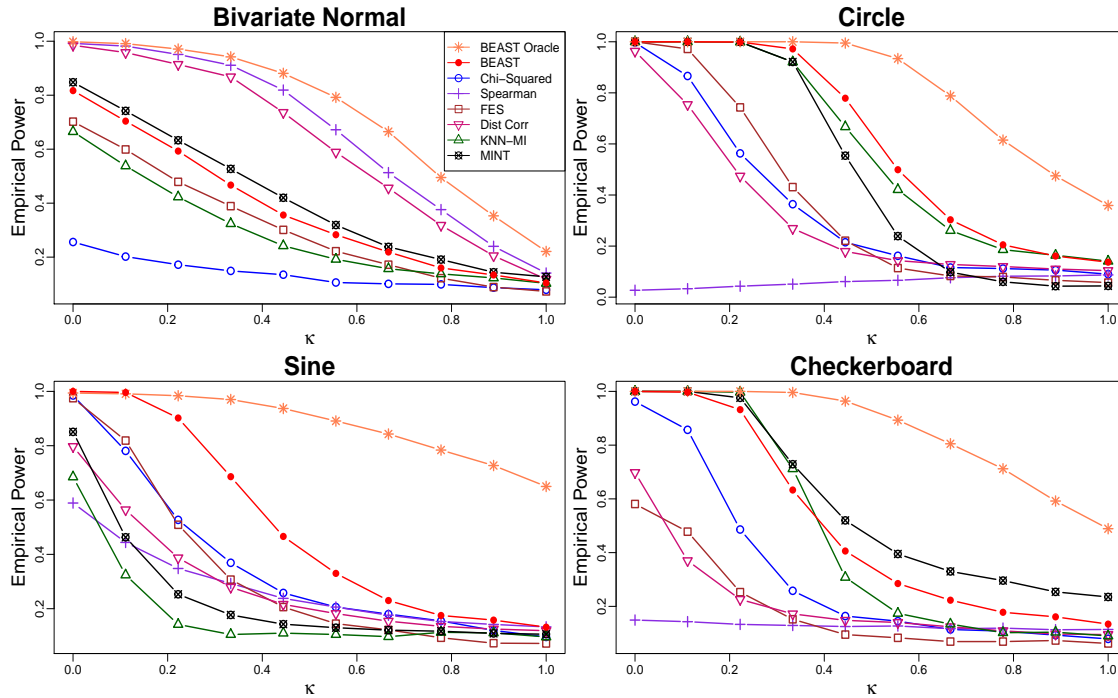 Bivariate Normal
Empirical Power
1.0
0.8
0.6
0.4
0.2
0.0 0.2 0.4 0.6 0.8 1.0
κ
BEAST Oracle
BEAST
Chi-Squared
Spearman
FES
Dist Corr
KNN−MI
MINT
Circle
Empirical Power
1.0
0.8
0.6
0.4
0.2
0.0
0.0 0.2 0.4 0.6 0.8 1.0
κ
Sine
Empirical Power
1.0
0.8
0.6
0.4
0.2
0.0 0.2 0.4 0.6 0.8 1.0
κ
Checkerboard
Empirical Power
1.0
0.8
0.6
0.4
0.2
0.0 0.2 0.4 0.6 0.8 1.0
κ